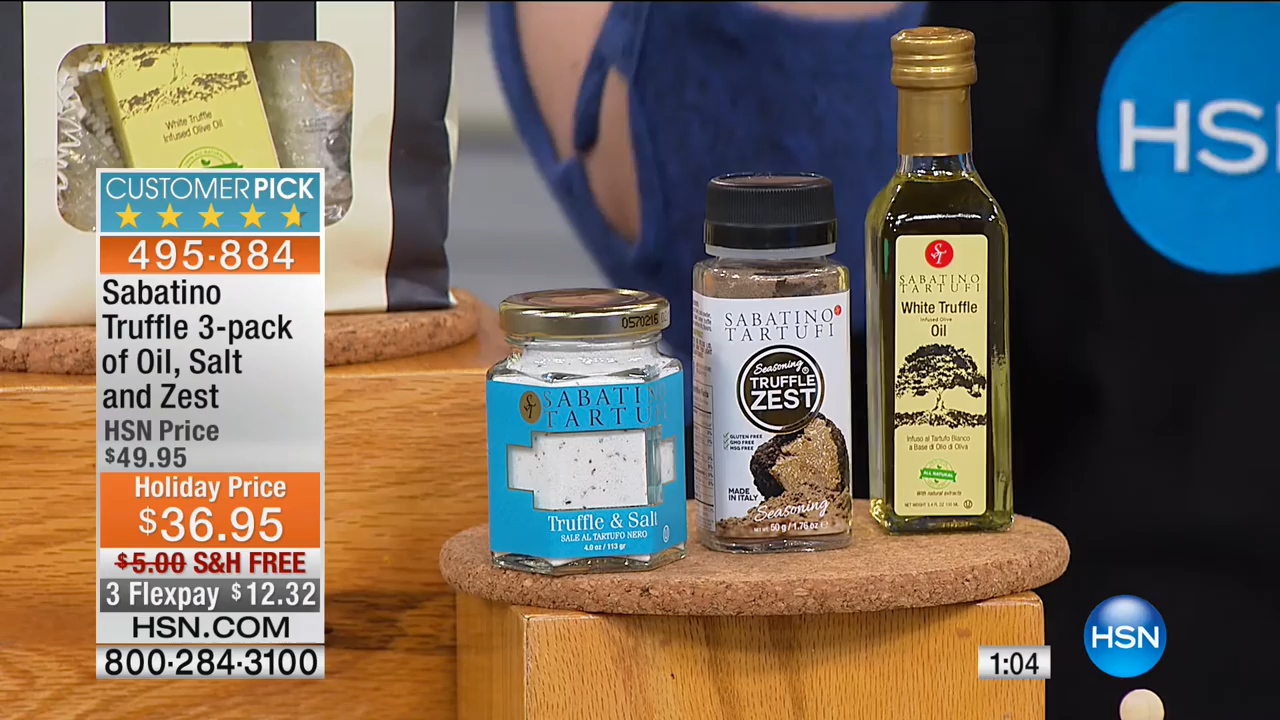 White Truffle
Infused Olive Oil
CUSTOMERPICK
495·884
Sabatino
Truffle 3-pack
of Oil, Salt
and Zest
HSN Price
$49.95
Holiday Price
$36.95
$5.00 S&H FREE
3 Flexpay $12.32
HSN.COM
800·284·3100
0570216
SABATINO
TARTUFI
Truffle & Salt
SALE AL TARTUFO NERO
4.0 oz / 113 gr
SABATINO
TARTUFI
Seasoning
TRUFFLE®
ZEST
GLUTEN FREE
GMO FREE
MSG FREE
MADE
IN ITALY
Seasoning
NET WT. 50 g / 1.76 oz e
ST
SABATINO
TARTUFI
White Truffle
Infused Olive
Oil
Infuso al Tartufo Bianco
a Base di Olio di Oliva
ALL NATURAL
With natural extracts
HSN
1:04
HSN